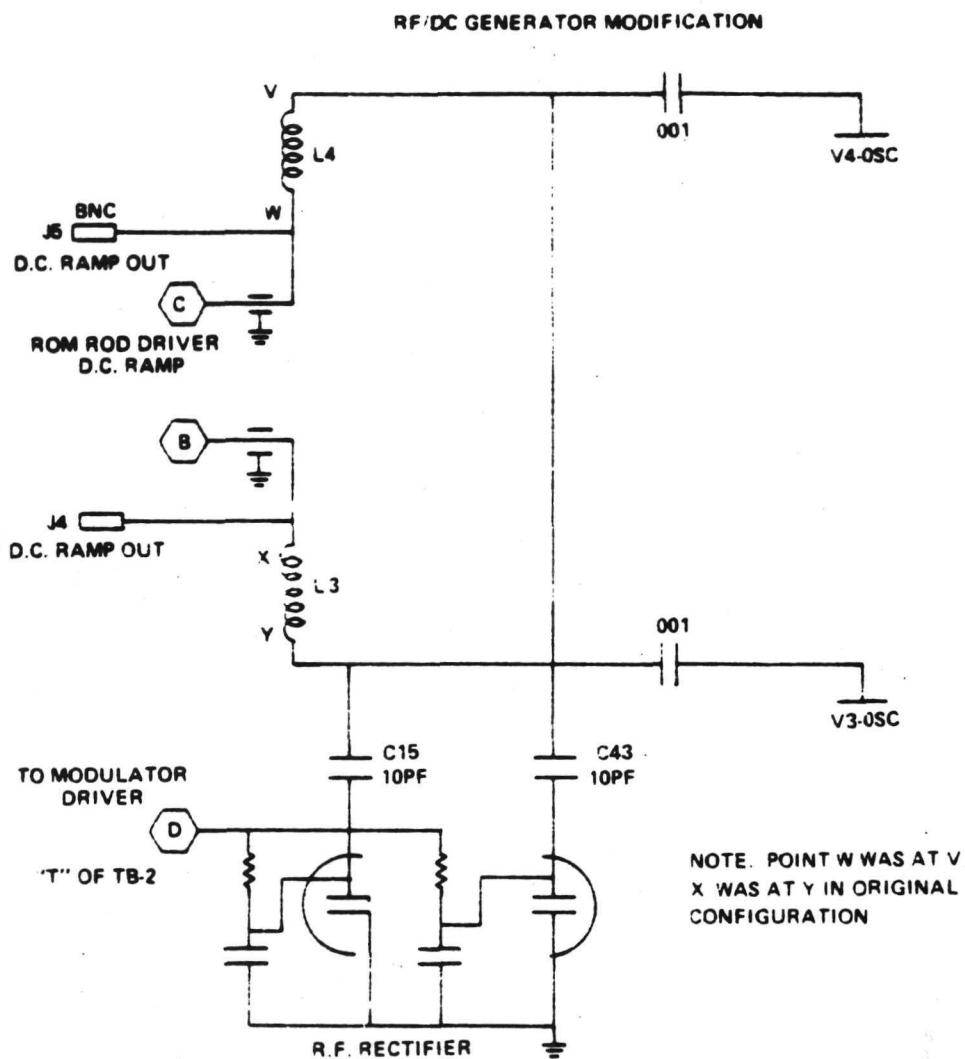 RF/DC GENERATOR MODIFICATION
V
001
V4-0SC
L4
W
BNC
J5
D.C. RAMP OUT
C
ROM ROD DRIVER
D.C. RAMP
B
J4
D.C. RAMP OUT
X
L3
Y
001
V3-0SC
C15
10PF
C43
10PF
TO MODULATOR
DRIVER
D
"T" OF TB-2
NOTE. POINT W WAS AT V
X WAS AT Y IN ORIGINAL
CONFIGURATION
R.F. RECTIFIER